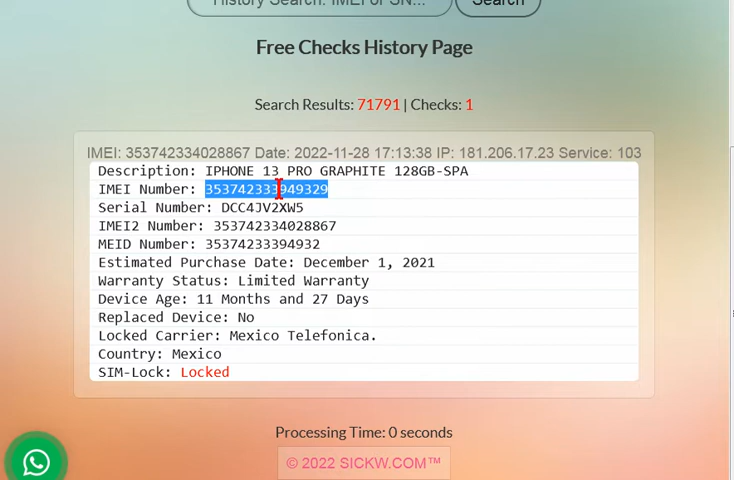 History Search: IMEI or SN...
Search
Free Checks History Page
Search Results: 71791 | Checks: 1
IMEI: 353742334028867 Date: 2022-11-28 17:13:38 IP: 181.206.17.23 Service: 103
Description: IPHONE 13 PRO GRAPHITE 128GB-SPA
IMEI Number: 353742333949329
Serial Number: DCC4JV2XW5
IMEI2 Number: 353742334028867
MEID Number: 35374233394932
Estimated Purchase Date: December 1, 2021
Warranty Status: Limited Warranty
Device Age: 11 Months and 27 Days
Replaced Device: No
Locked Carrier: Mexico Telefonica.
Country: Mexico
SIM-Lock: Locked
Processing Time: 0 seconds
© 2022 SICKW.COM™